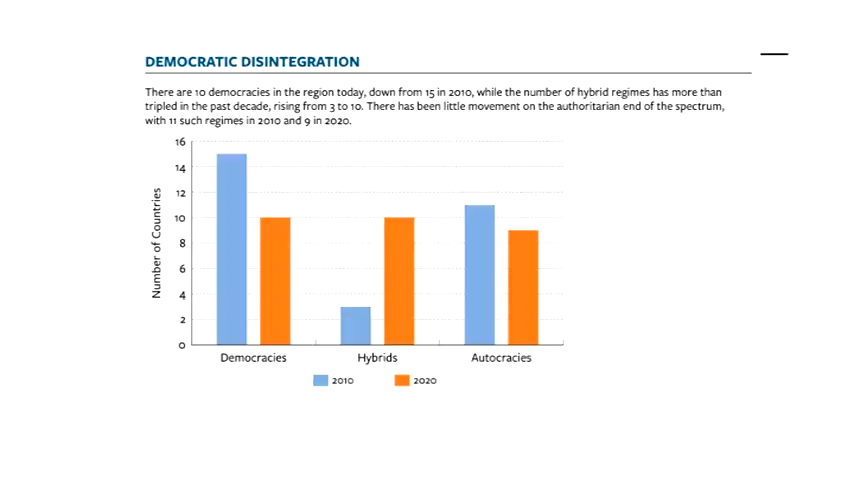 DEMOCRATIC DISINTEGRATION
There are 10 democracies in the region today, down from 15 in 2010, while the number of hybrid regimes has more than
tripled in the past decade, rising from 3 to 10. There has been little movement on the authoritarian end of the spectrum,
with 11 such regimes in 2010 and 9 in 2020.
Number of Countries
16
14
12
10
8
6
4
2
0
Democracies Hybrids Autocracies
2010 2020